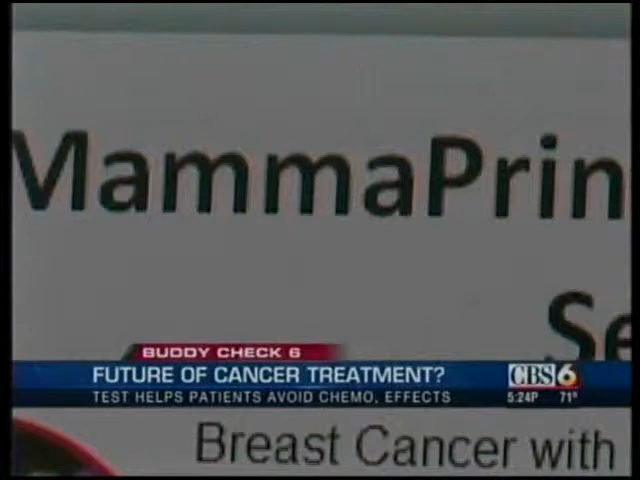 MammaPrin
Se
BUDDY CHECK 6
FUTURE OF CANCER TREATMENT?
CBS 6
TEST HELPS PATIENTS AVOID CHEMO, EFFECTS
5:24P 71°
Breast Cancer with